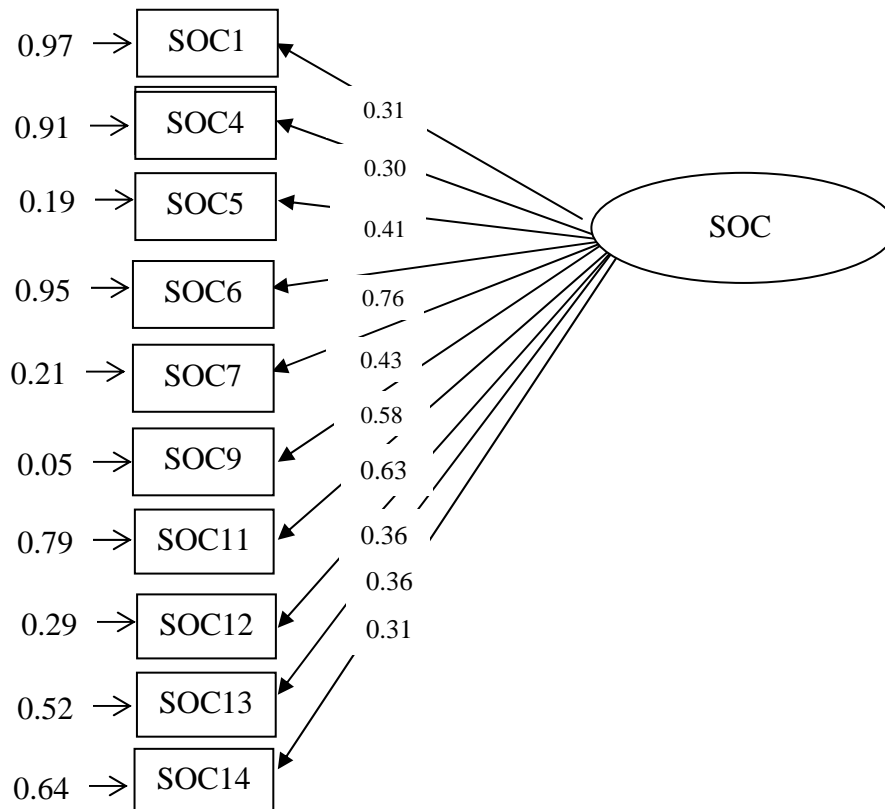 0.97 SOC1
0.31
0.91 SOC4
0.30
0.19 SOC5
0.41
SOC
0.95 SOC6
0.76
0.21 SOC7
0.43
0.58
0.05 SOC9
0.63
0.79 SOC11
0.36
0.36
0.29 SOC12
0.31
0.52 SOC13
0.64 SOC14